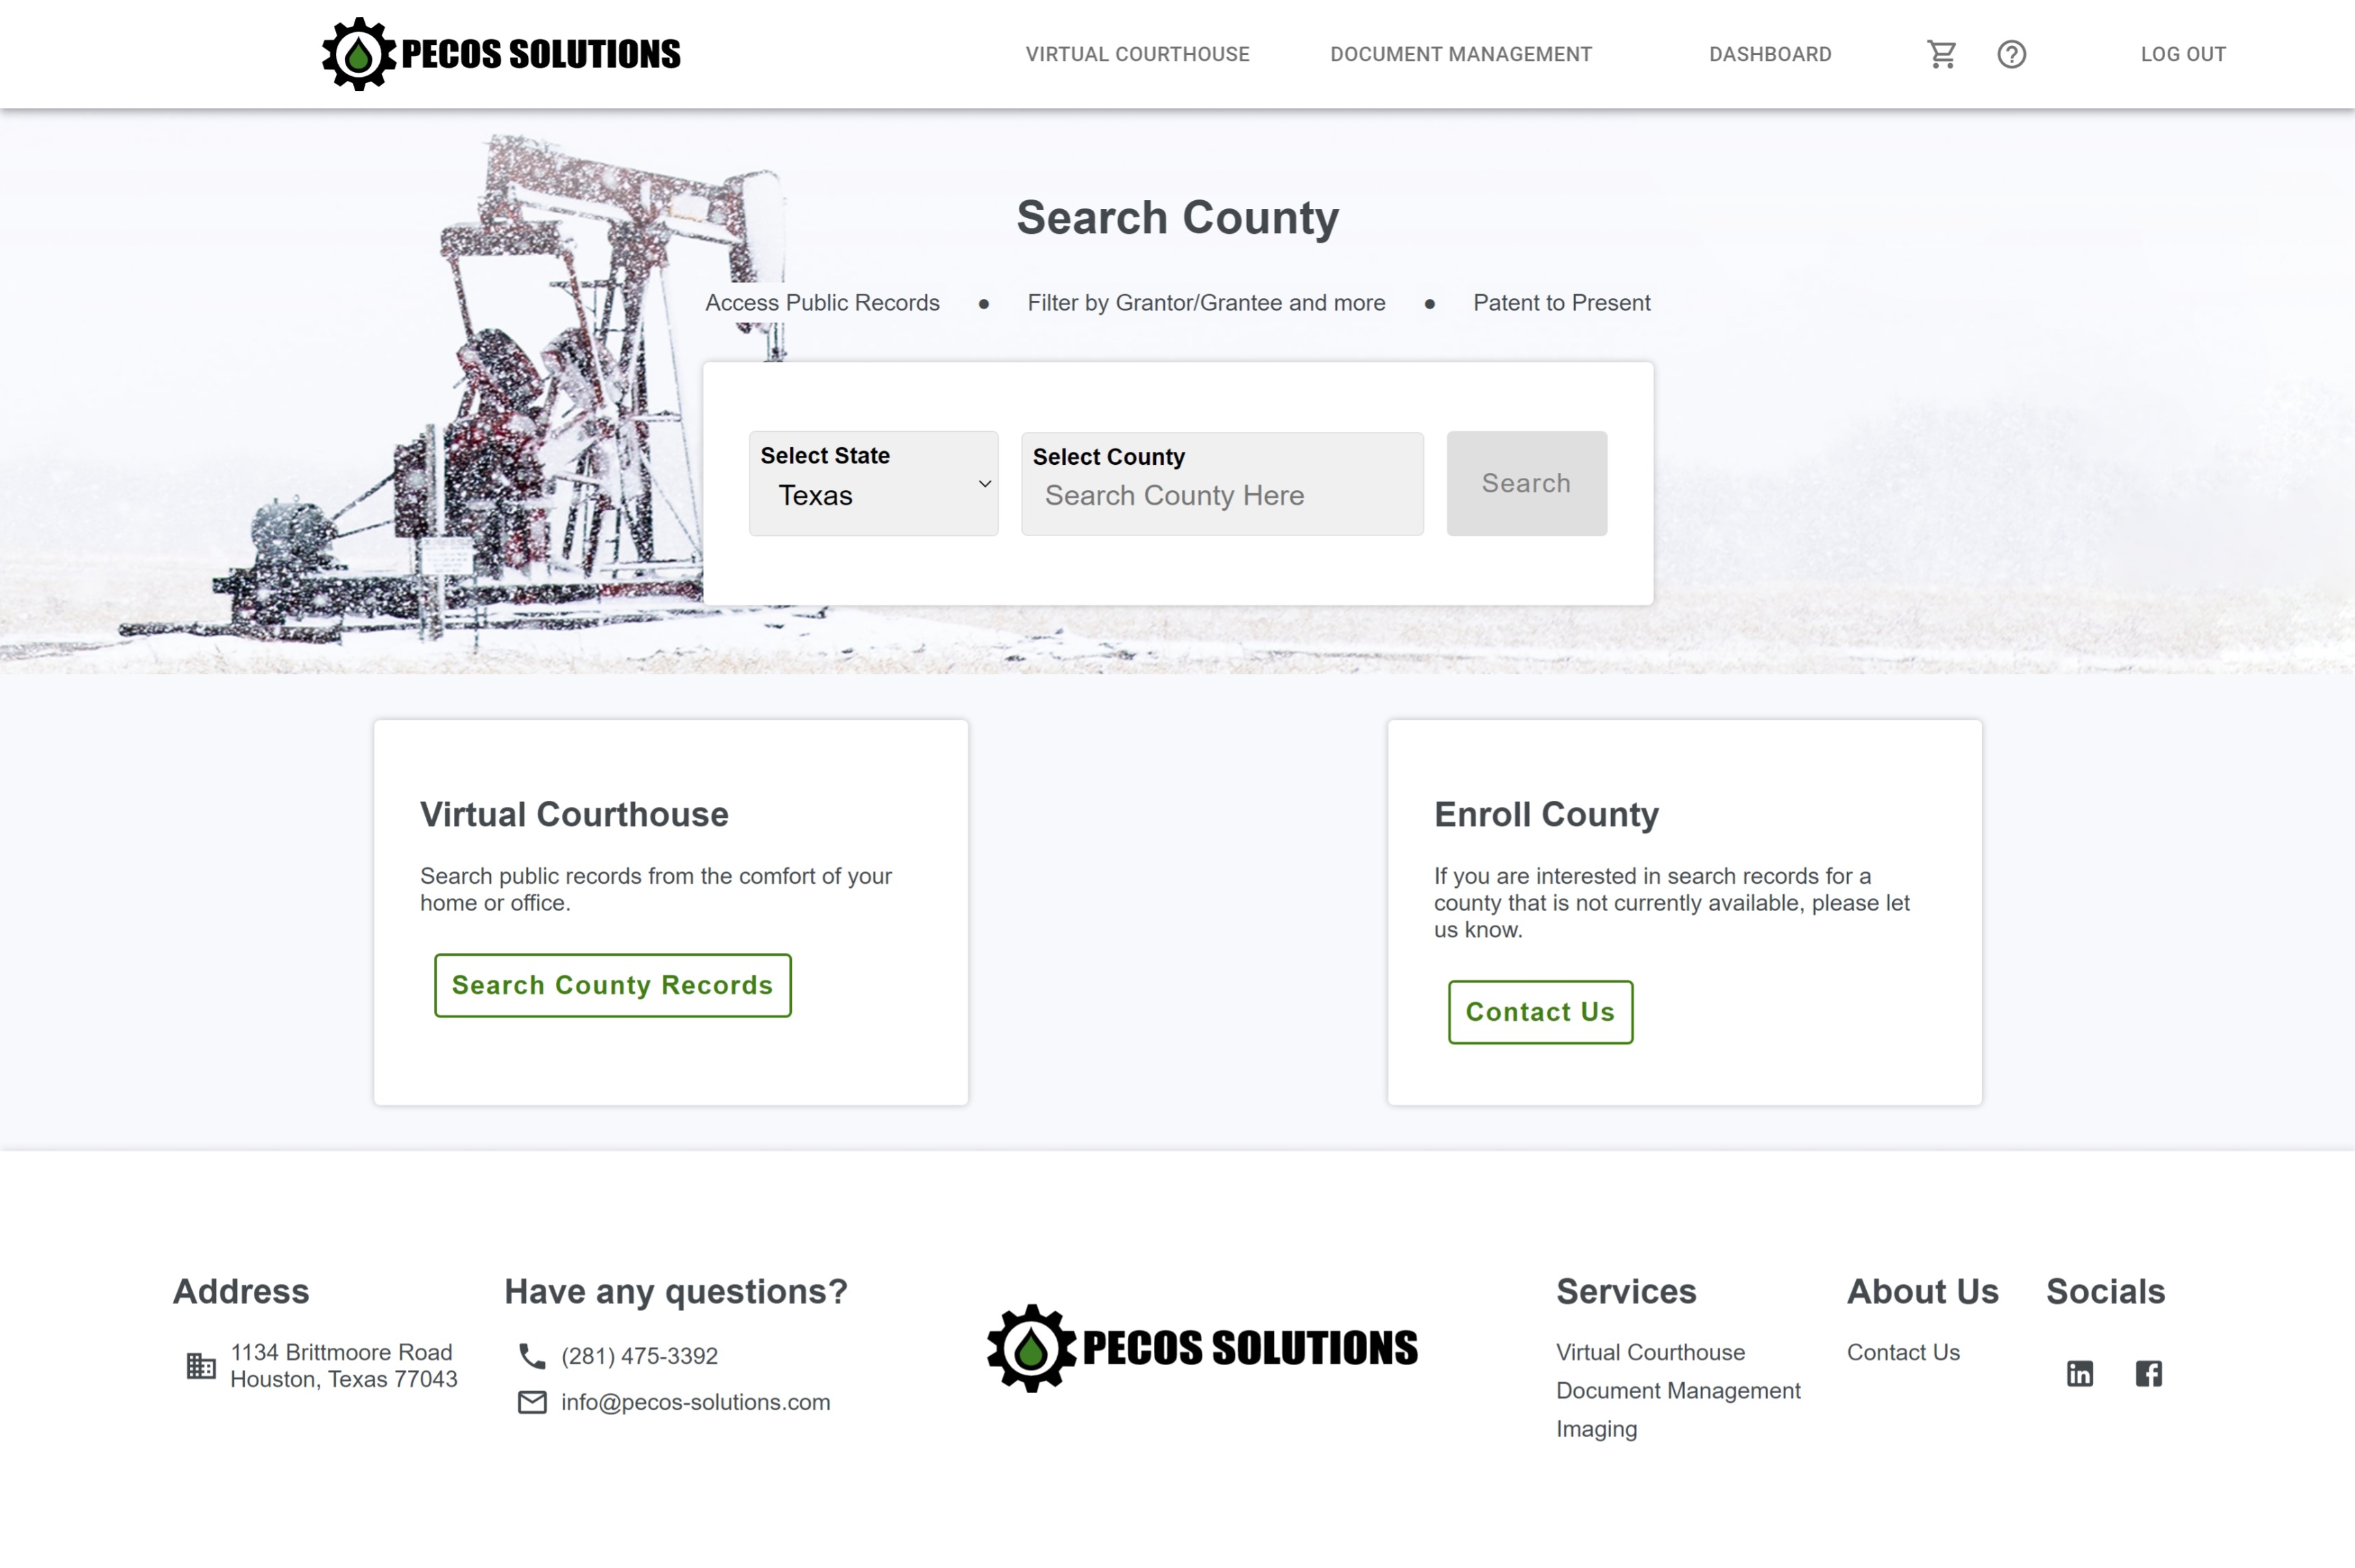 PECOS SOLUTIONS
VIRTUAL COURTHOUSE
DOCUMENT MANAGEMENT
DASHBOARD
LOG OUT
Search County
Access Public Records ● Filter by Grantor/Grantee and more ● Patent to Present
Select State
Texas
Select County
Search County Here
Search
Virtual Courthouse
Search public records from the comfort of your
home or office.
Search County Records
Enroll County
If you are interested in search records for a
county that is not currently available, please let
us know.
Contact Us
Address
1134 Brittmoore Road
Houston, Texas 77043
Have any questions?
(281) 475-3392
info@pecos-solutions.com
PECOS SOLUTIONS
Services
Virtual Courthouse
Document Management
Imaging
About Us
Contact Us
Socials